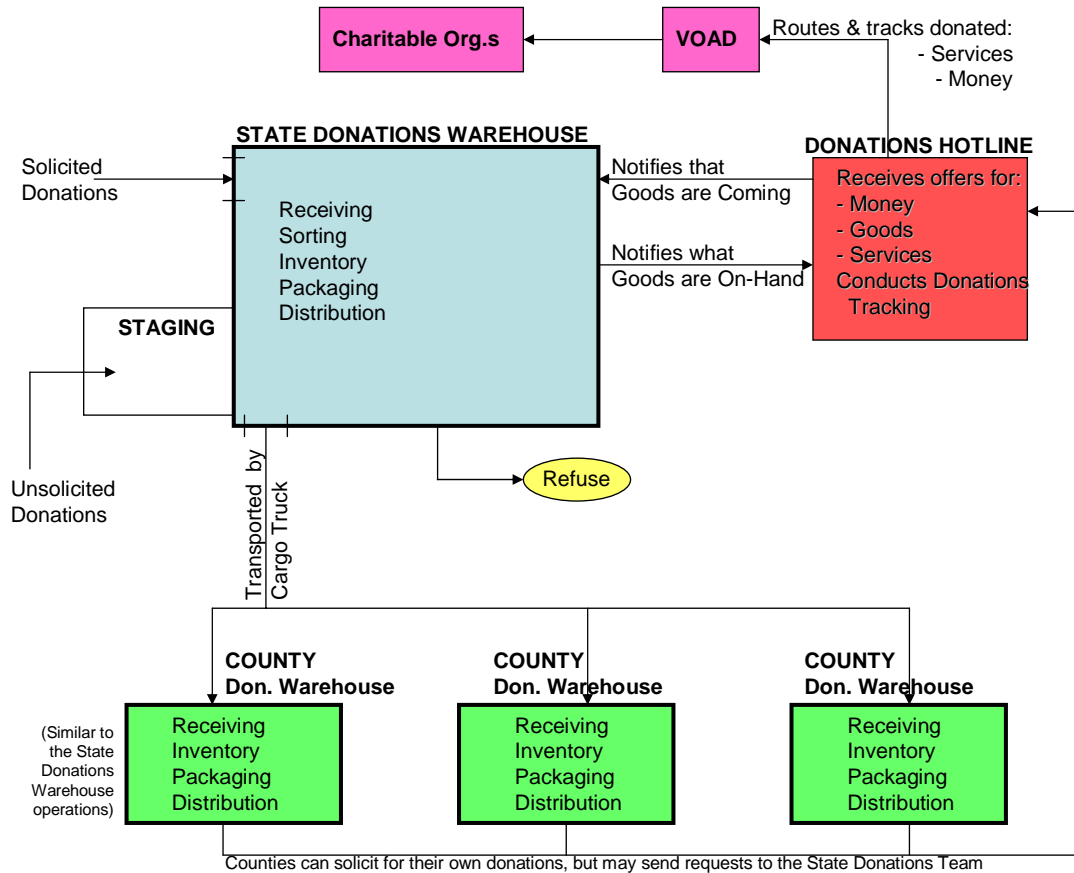 Charitable Org.s
VOAD
Routes & tracks donated:
- Services
- Money
STATE DONATIONS WAREHOUSE
DONATIONS HOTLINE
Solicited
Donations
Receiving
Sorting
Inventory
Packaging
Distribution
Notifies that
Goods are Coming
Notifies what
Goods are On-Hand
Receives offers for:
- Money
- Goods
- Services
Conducts Donations
Tracking
STAGING
Unsolicited
Donations
Refuse
Transported by
Cargo Truck
COUNTY
Don. Warehouse
COUNTY
Don. Warehouse
COUNTY
Don. Warehouse
(Similar to
the State
Donations
Warehouse
operations)
Receiving
Inventory
Packaging
Distribution
Receiving
Inventory
Packaging
Distribution
Receiving
Inventory
Packaging
Distribution
Counties can solicit for their own donations, but may send requests to the State Donations Team